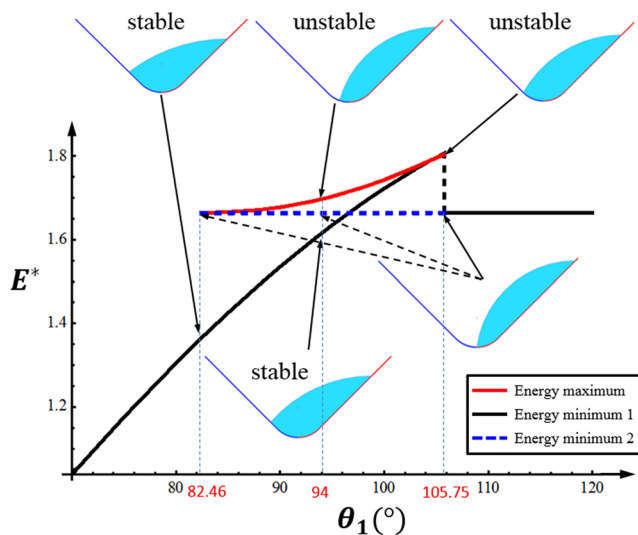 stable
unstable
unstable
1.8
1.6
1.4
1.2
E*
stable
Energy maximum
Energy minimum 1
Energy minimum 2
80
90
100
110
120
82.46
94
105.75
θ₁(°)